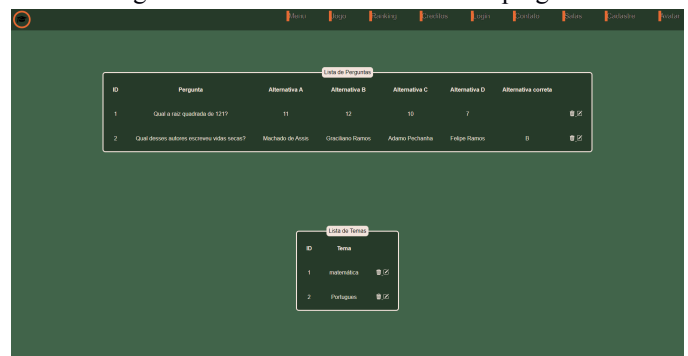 Menu Jogo Ranking Creditos Login Contato Salas Cadastro Avatar
Lista de Perguntas
ID Pergunta Alternativa A Alternativa B Alternativa C Alternativa D Alternativa correta
1 Qual a raiz quadrada de 121? 11 12 10 7
2 Qual desses autores escreveu vidas secas? Machado de Assis Graciliano Ramos Adamo Pechanha Felipe Ramos B
Lista de Temas
ID Tema
1 matemática
2 Portugues